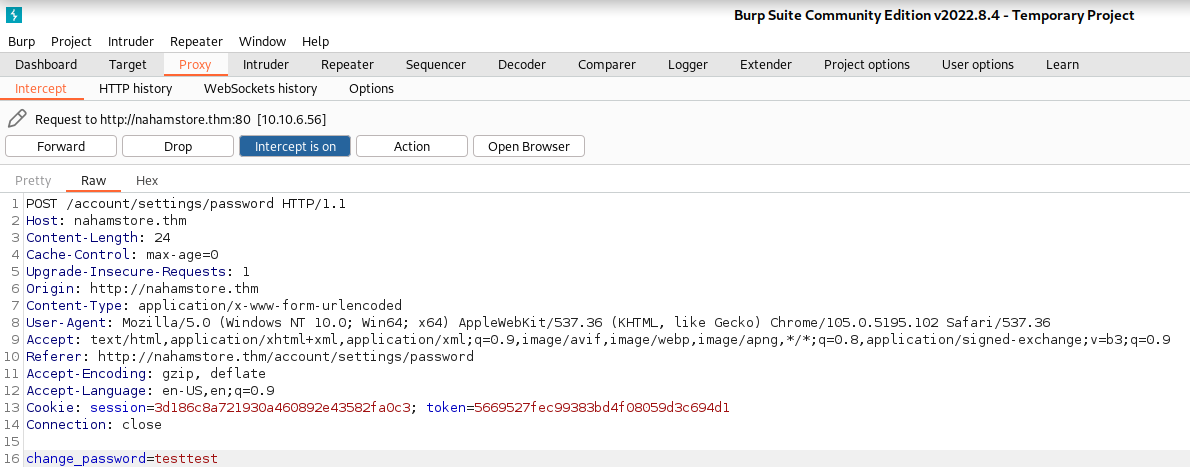 Burp Suite Community Edition v2022.8.4 - Temporary Project
Burp Project Intruder Repeater Window Help
Dashboard Target Proxy Intruder Repeater Sequencer Decoder Comparer Logger Extender Project options User options Learn
Intercept HTTP history WebSockets history Options
Request to http://nahamstore.thm:80 [10.10.6.56]
Forward Drop Intercept is on Action Open Browser
Pretty Raw Hex
1 POST /account/settings/password HTTP/1.1
2 Host: nahamstore.thm
3 Content-Length: 24
4 Cache-Control: max-age=0
5 Upgrade-Insecure-Requests: 1
6 Origin: http://nahamstore.thm
7 Content-Type: application/x-www-form-urlencoded
8 User-Agent: Mozilla/5.0 (Windows NT 10.0; Win64; x64) AppleWebKit/537.36 (KHTML, like Gecko) Chrome/105.0.5195.102 Safari/537.36
9 Accept: text/html,application/xhtml+xml,application/xml;q=0.9,image/avif,image/webp,image/apng,*/*;q=0.8,application/signed-exchange;v=b3;q=0.9
10 Referer: http://nahamstore.thm/account/settings/password
11 Accept-Encoding: gzip, deflate
12 Accept-Language: en-US,en;q=0.9
13 Cookie: session=3d186c8a721930a460892e43582fa0c3; token=5669527fec99383bd4f08059d3c694d1
14 Connection: close
15
16 change_password=testtest